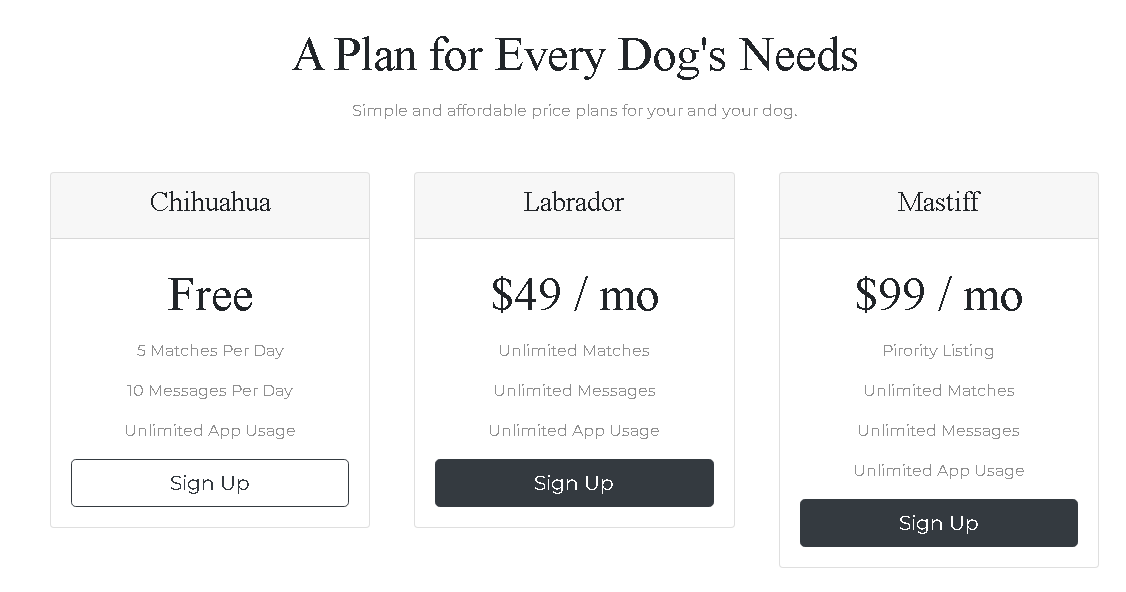 A Plan for Every Dog's Needs
Simple and affordable price plans for your and your dog.
Chihuahua
Free
5 Matches Per Day
10 Messages Per Day
Unlimited App Usage
Sign Up
Labrador
$49 / mo
Unlimited Matches
Unlimited Messages
Unlimited App Usage
Sign Up
Mastiff
$99 / mo
Pirority Listing
Unlimited Matches
Unlimited Messages
Unlimited App Usage
Sign Up